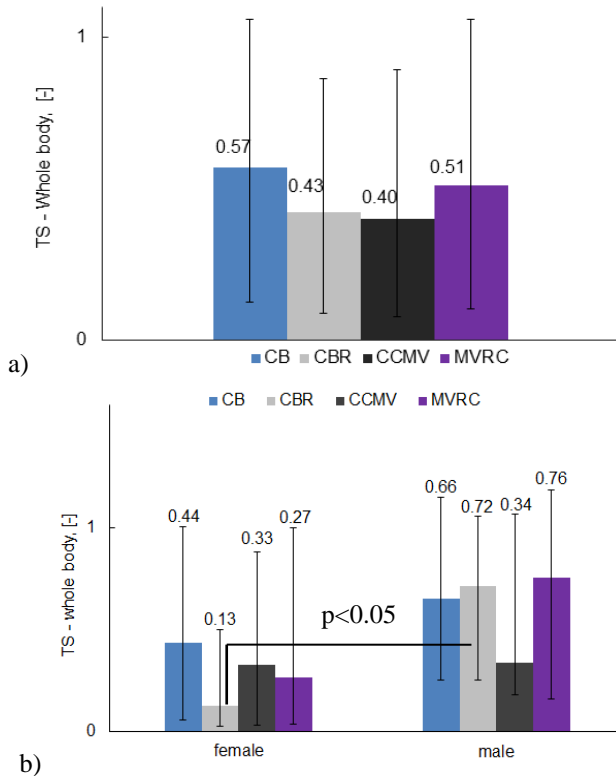 1
TS - Whole body, [-]
0.57
0.43
0.40
0.51
0
CB CBR CCMV MVRC
a)
CB CBR CCMV MVRC
TS - whole body, [-]
1
0.44
0.13
0.33
0.27
0.66
0.72
0.34
0.76
p<0.05
0
female male
b)